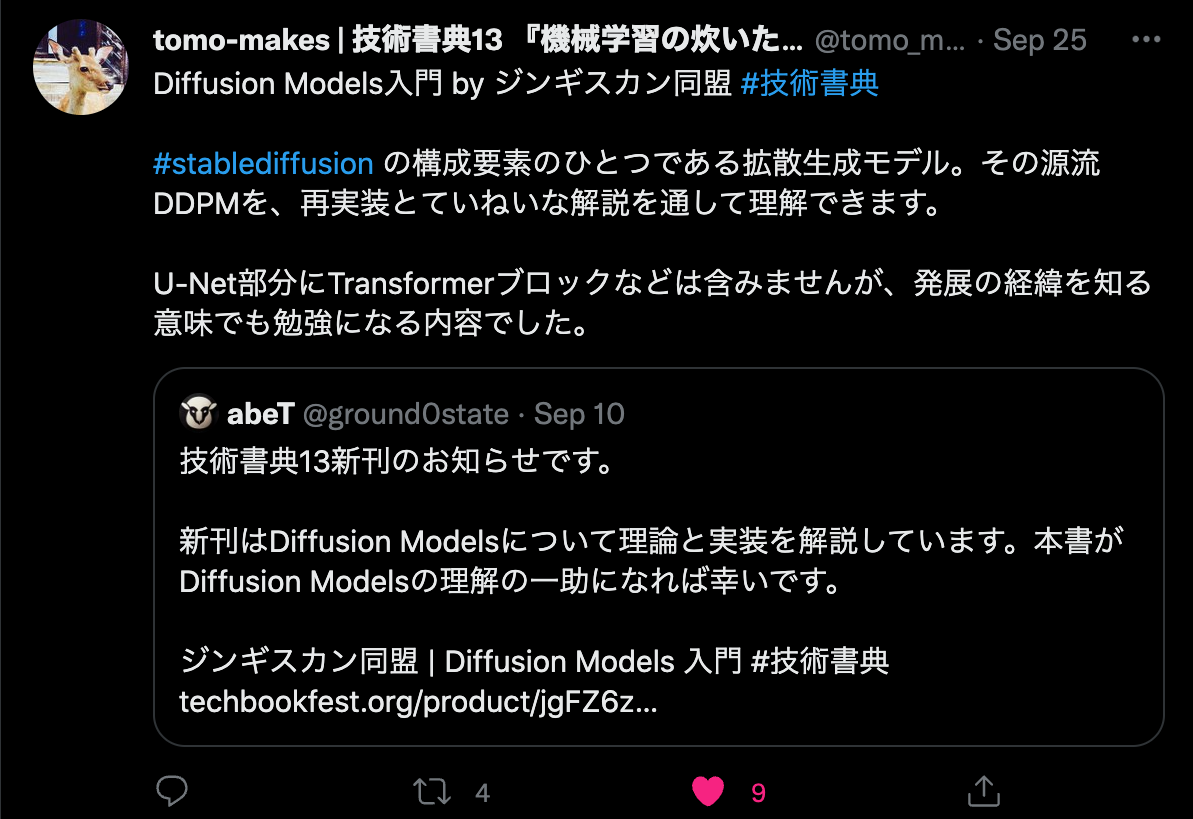 tomo-makes | 技術書典13 『機械学習の炊いた... @tomo_m... · Sep 25
Diffusion Models入門 by ジンギスカン同盟 #技術書典
#stablediffusion の構成要素のひとつである拡散生成モデル。その源流
DDPMを、再実装とていねいな解説を通して理解できます。
U-Net部分にTransformerブロックなどは含みませんが、発展の経緯を知る
意味でも勉強になる内容でした。
abeT @ground0state · Sep 10
技術書典13新刊のお知らせです。
新刊はDiffusion Modelsについて理論と実装を解説しています。本書が
Diffusion Modelsの理解の一助になれば幸いです。
ジンギスカン同盟 | Diffusion Models 入門 #技術書典
techbookfest.org/product/jgFZ6z...
4 9